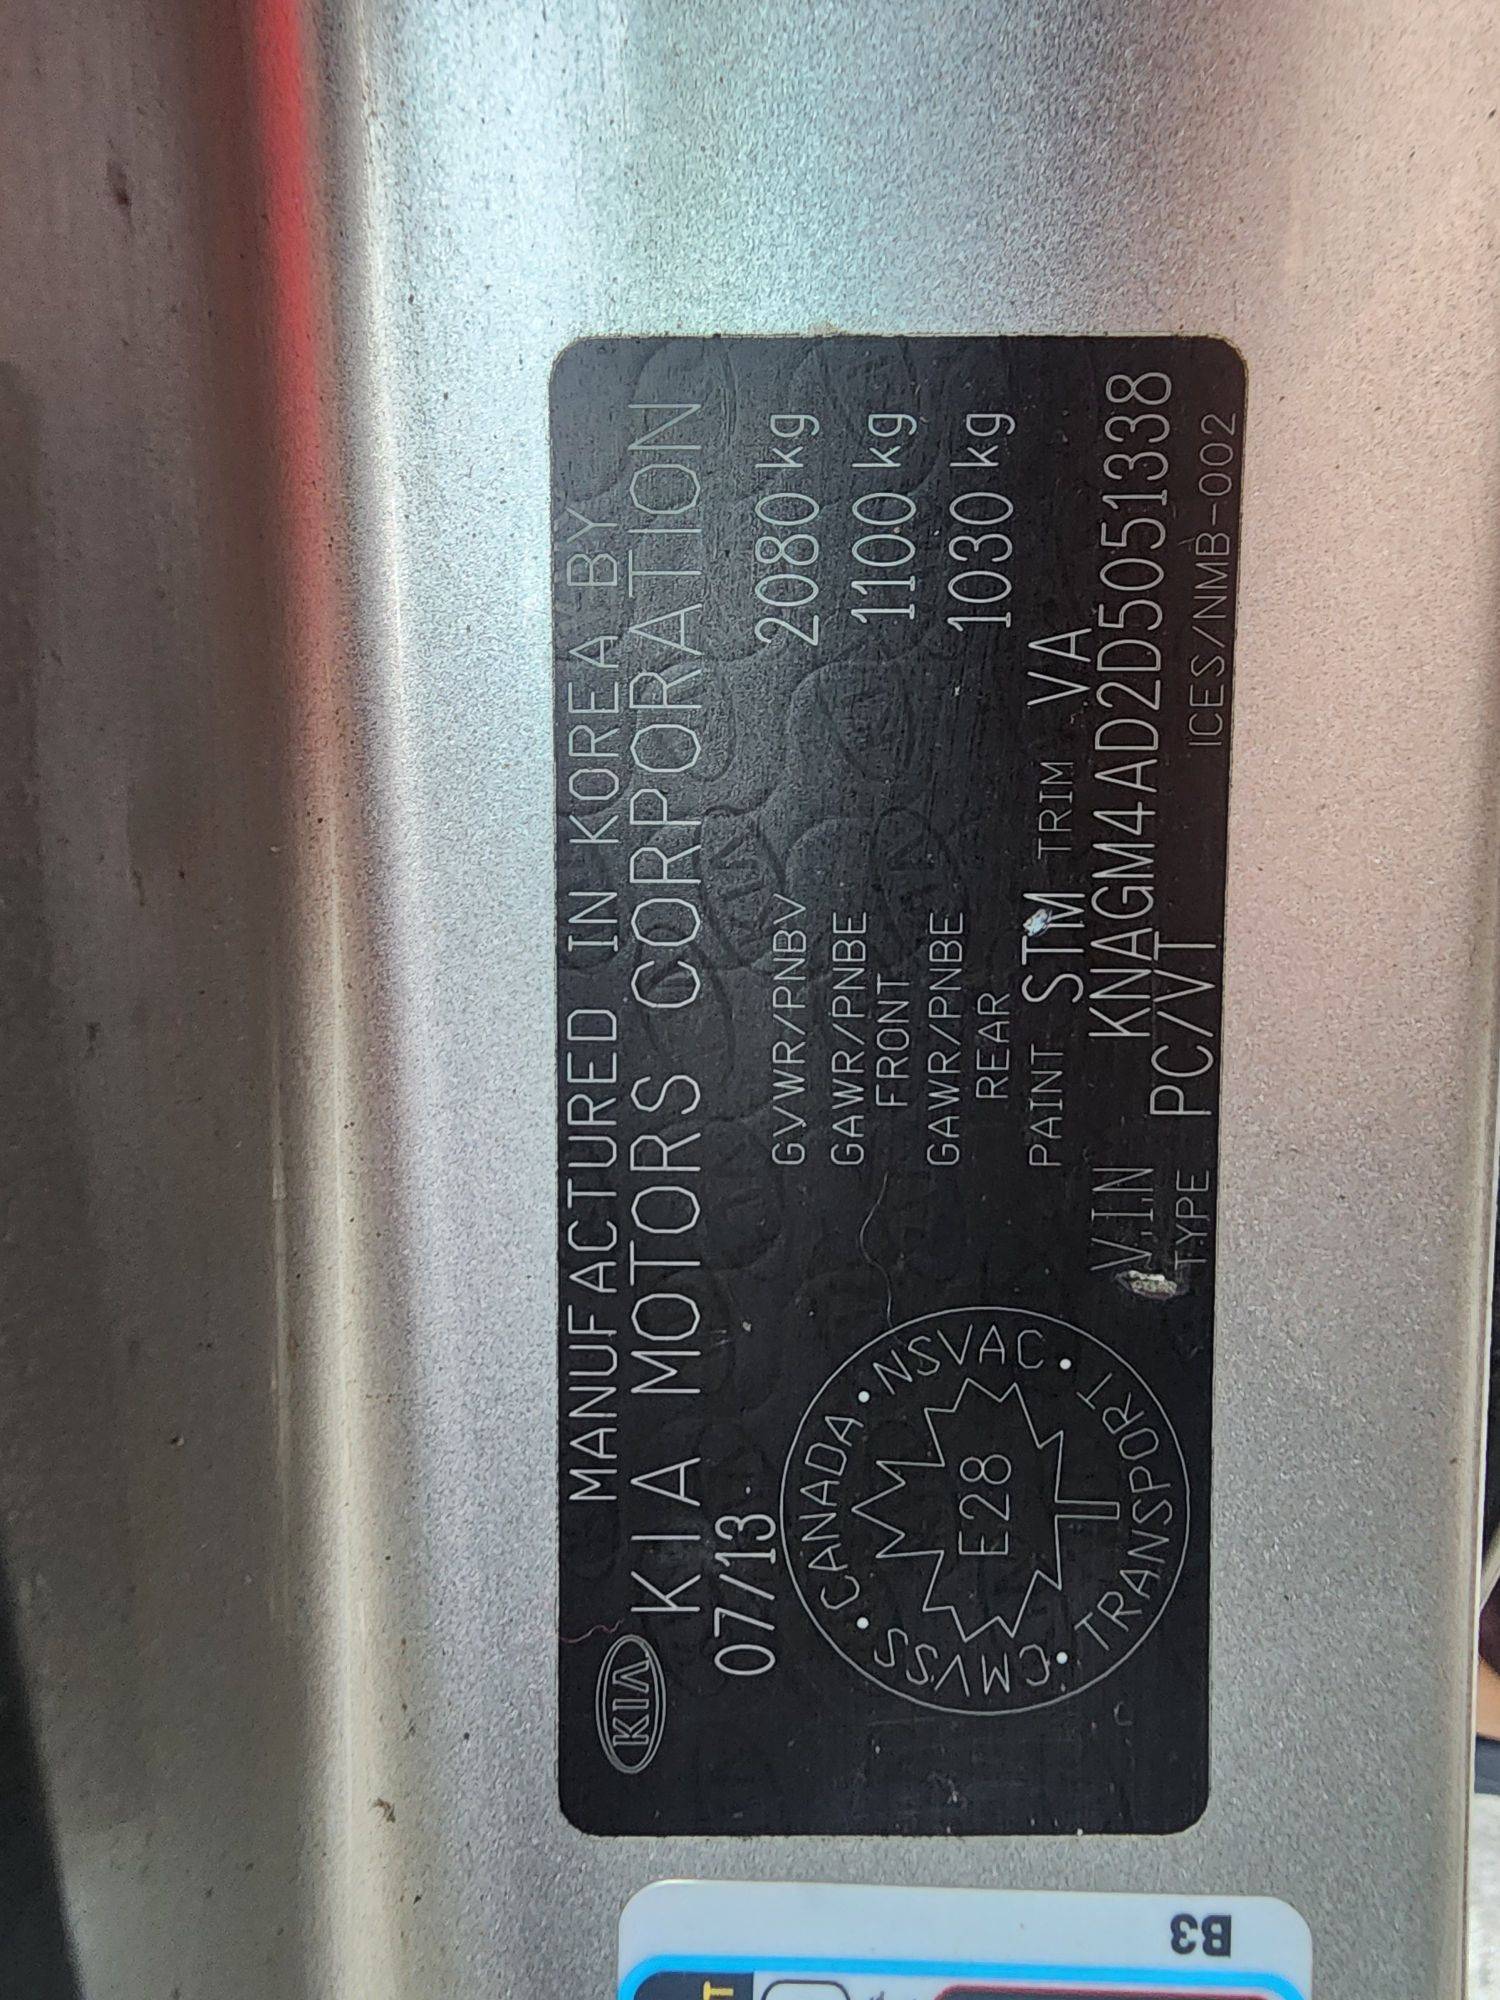 KIA
MANUFACTURED IN KOREA BY
KIA MOTORS CORPORATION
07/13
GVWR/PNBV 2080 kg
GAWR/PNBE FRONT 1100 kg
GAWR/PNBE REAR 1030 kg
PAINT STM TRIM VA
V.I.N KNAGM4AD2D5051338
TYPE PC/VT
ICES/NMB-002
CANADA • NSVAC • TRANSPORT • CMVSS •
E28
B3